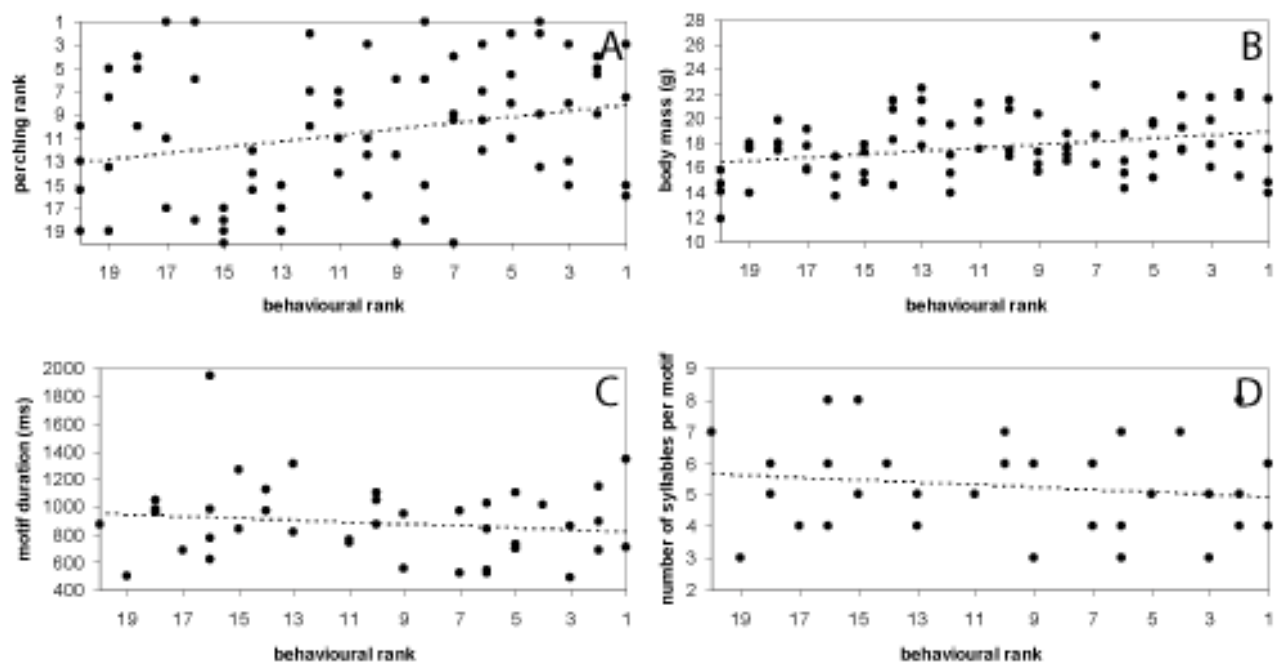 A
perching rank
1
3
5
7
9
11
13
15
17
19
19 17 15 13 11 9 7 5 3 1
behavioural rank
B
body mass (g)
28
26
24
22
20
18
16
14
12
10
19 17 15 13 11 9 7 5 3 1
behavioural rank
C
motif duration (ms)
2000
1800
1600
1400
1200
1000
800
600
400
19 17 15 13 11 9 7 5 3 1
behavioural rank
D
number of syllables per motif
9
8
7
6
5
4
3
2
19 17 15 13 11 9 7 5 3 1
behavioural rank